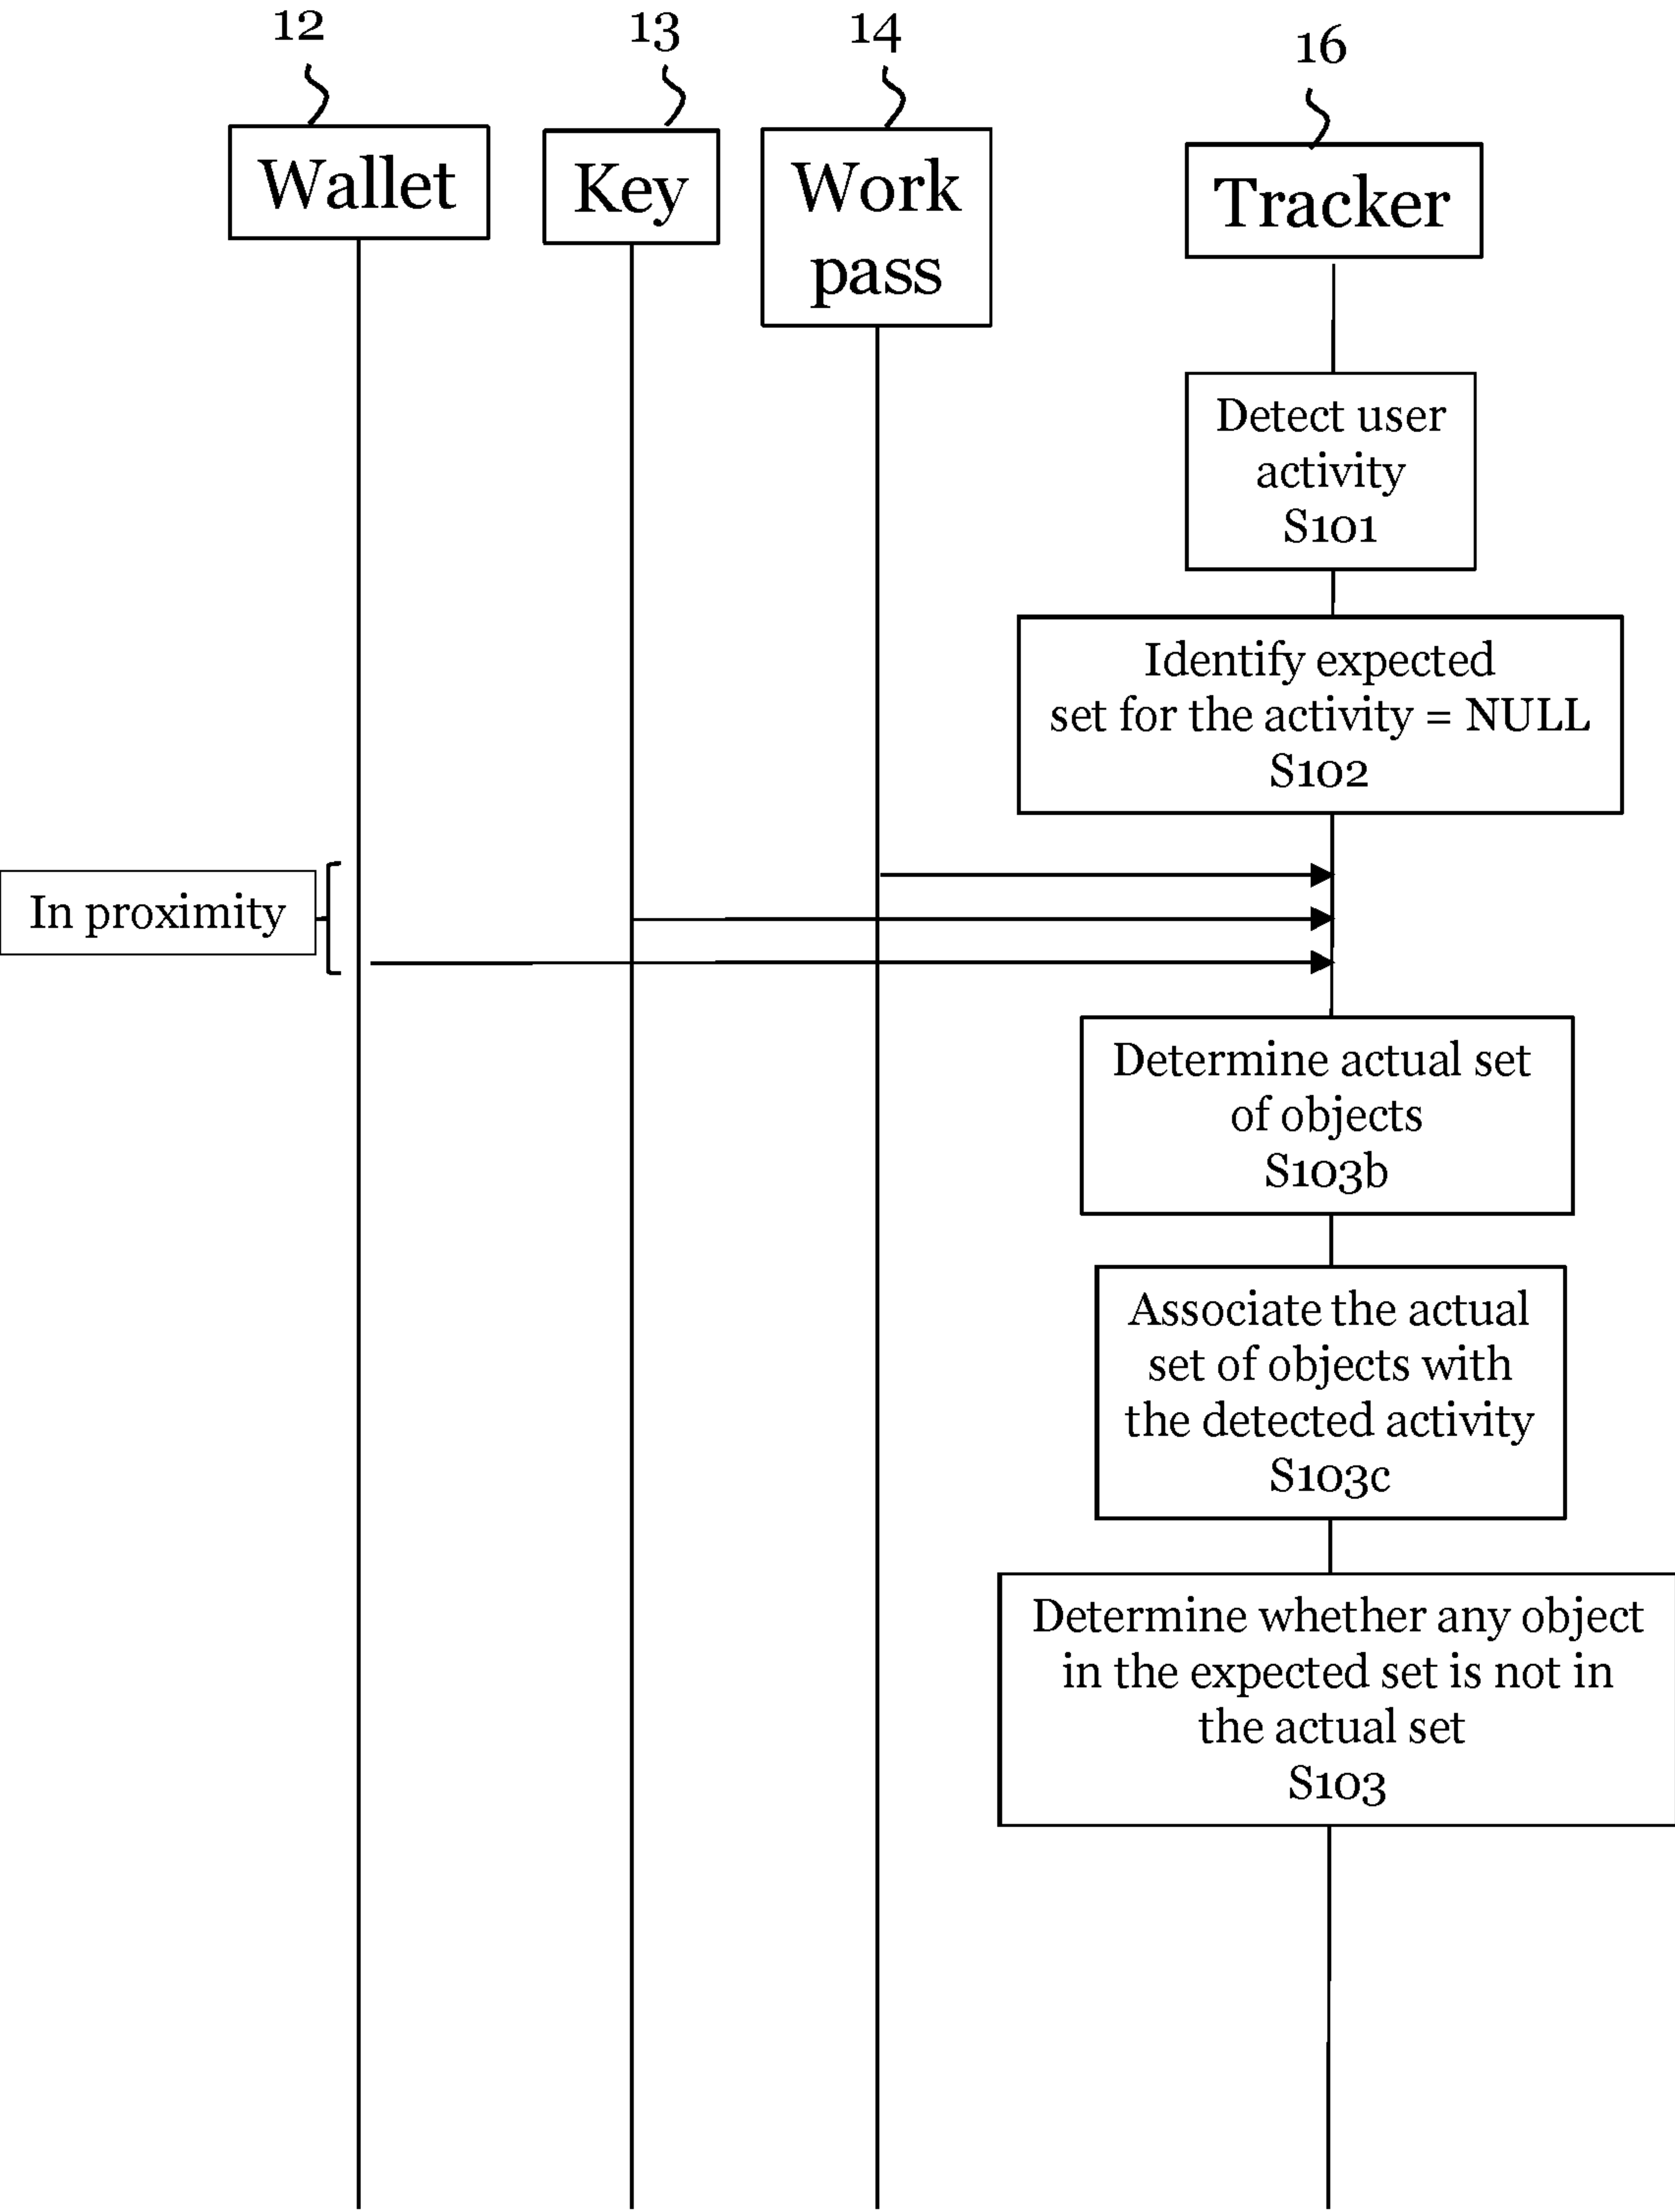 12
13
14
16
Wallet
Key
Work
pass
Tracker
Detect user
activity
S101
Identify expected
set for the activity = NULL
S102
In proximity
Determine actual set
of objects
S103b
Associate the actual
set of objects with
the detected activity
S103c
Determine whether any object
in the expected set is not in
the actual set
S103